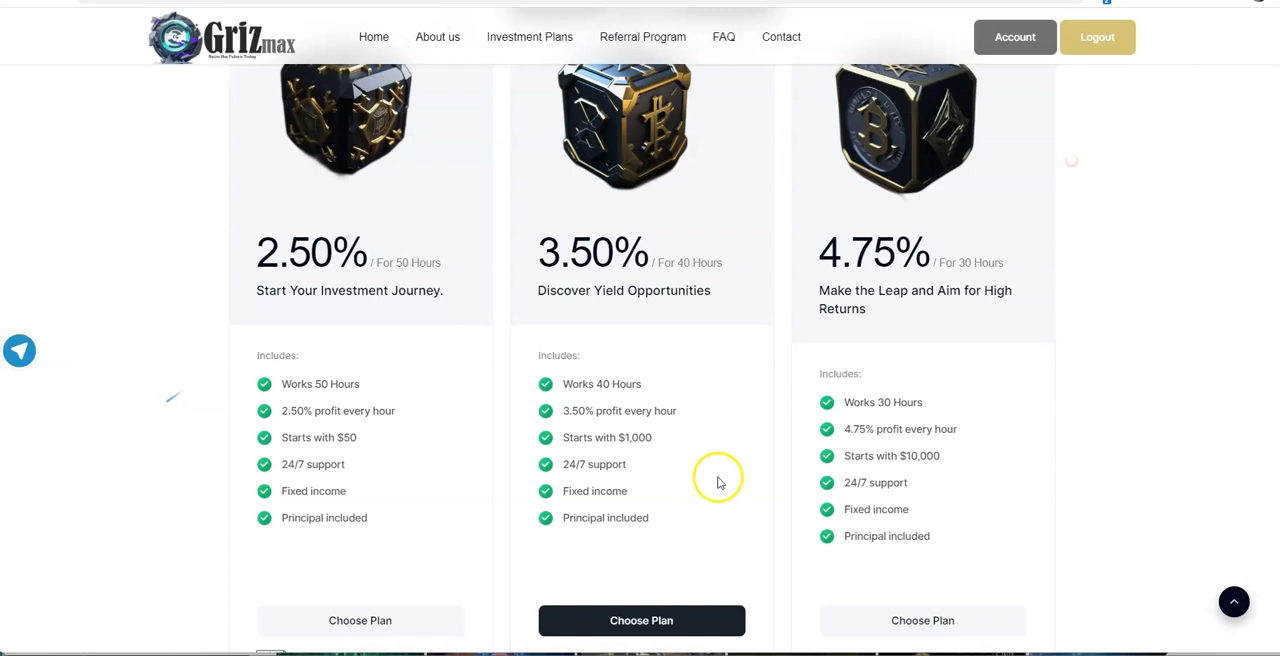 Grizmax
Seize the Future Today
Home
About us
Investment Plans
Referral Program
FAQ
Contact
Account
Logout
2.50% / For 50 Hours
Start Your Investment Journey.
Includes:
Works 50 Hours
2.50% profit every hour
Starts with $50
24/7 support
Fixed income
Principal included
Choose Plan
3.50% / For 40 Hours
Discover Yield Opportunities
Includes:
Works 40 Hours
3.50% profit every hour
Starts with $1,000
24/7 support
Fixed income
Principal included
Choose Plan
4.75% / For 30 Hours
Make the Leap and Aim for High
Returns
Includes:
Works 30 Hours
4.75% profit every hour
Starts with $10,000
24/7 support
Fixed income
Principal included
Choose Plan